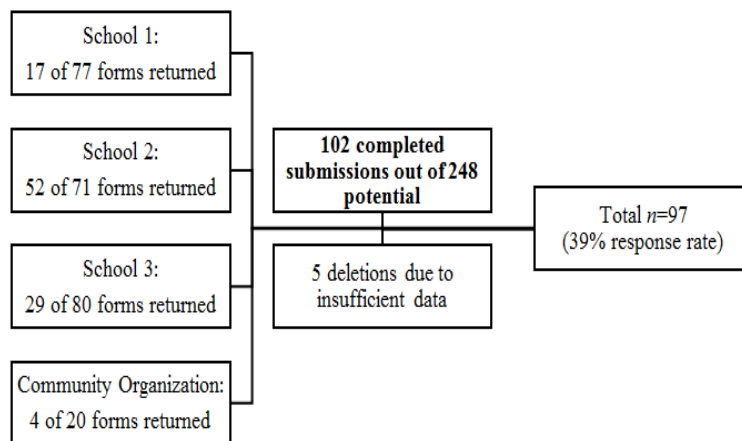 School 1:
17 of 77 forms returned
School 2:
52 of 71 forms returned
School 3:
29 of 80 forms returned
Community Organization:
4 of 20 forms returned
102 completed
submissions out of 248
potential
5 deletions due to
insufficient data
Total n=97
(39% response rate)